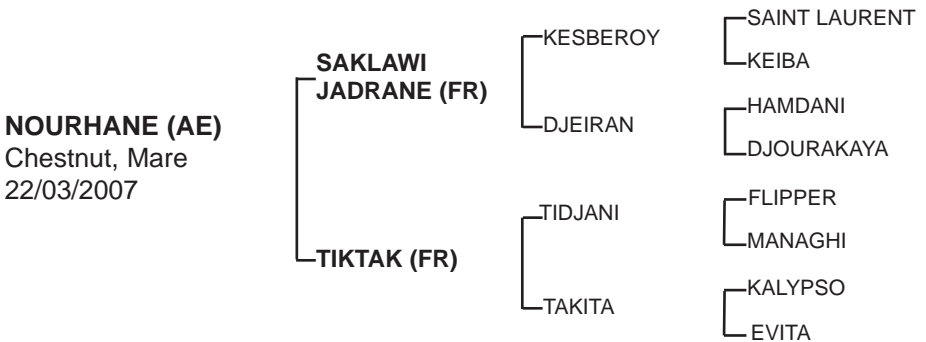 NOURHANE (AE)
Chestnut, Mare
22/03/2007
SAKLAWI
JADRANE (FR)
TIKTAK (FR)
KESBEROY
DJEIRAN
TIDJANI
TAKITA
SAINT LAURENT
KEIBA
HAMDANI
DJOURAKAYA
FLIPPER
MANAGHI
KALYPSO
EVITA